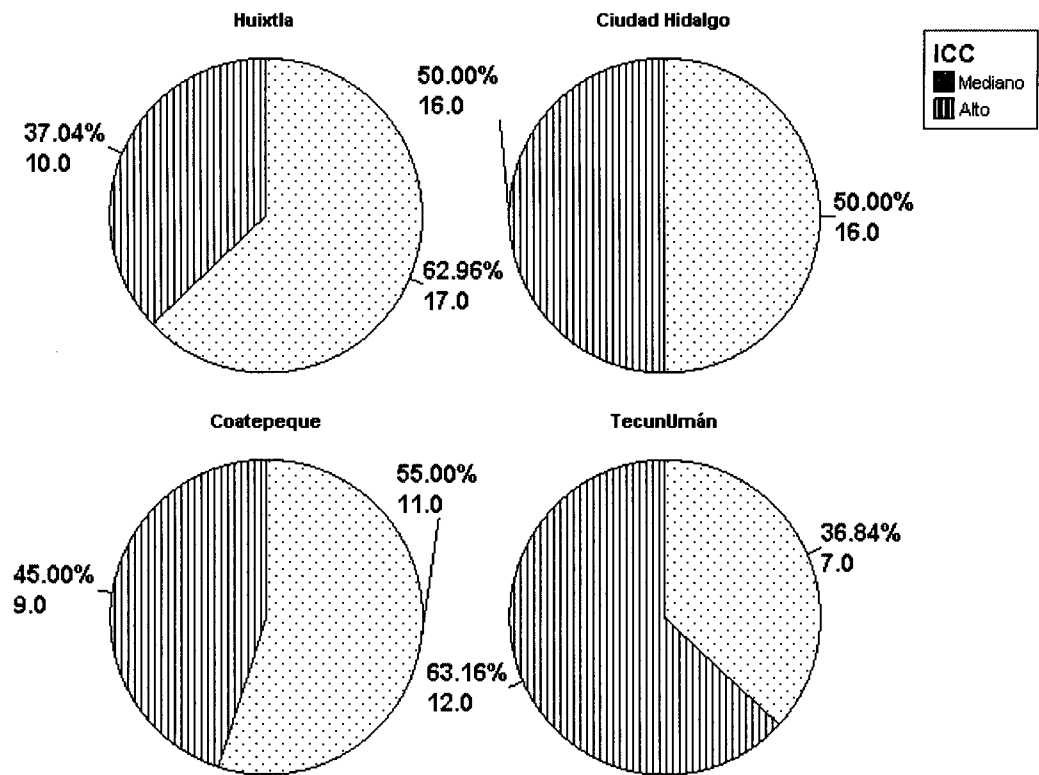 Huixtla
37.04%
10.0
62.96%
17.0
Ciudad Hidalgo
50.00%
16.0
50.00%
16.0
ICC
Mediano
Alto
Coatepeque
55.00%
11.0
45.00%
9.0
TecunUmán
36.84%
7.0
63.16%
12.0